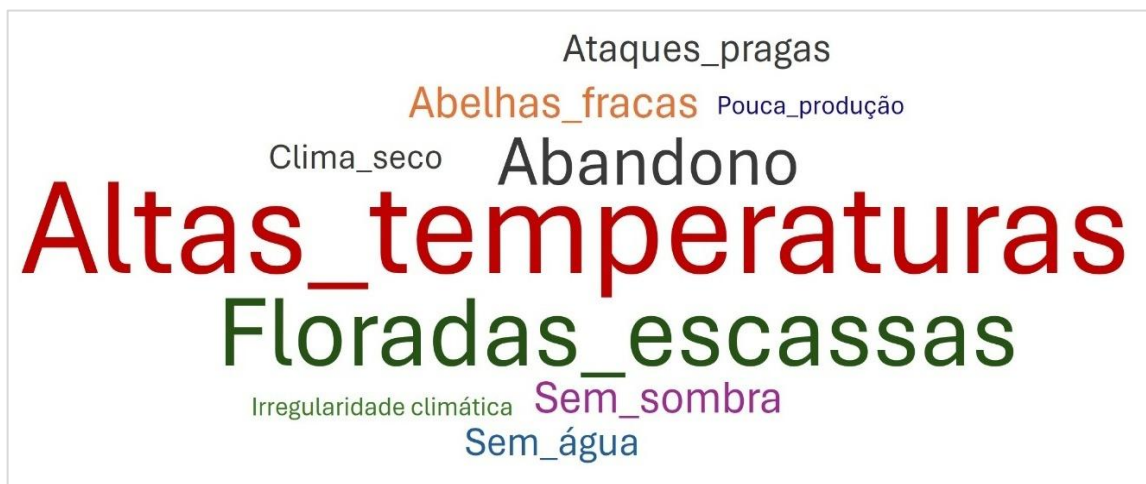 Ataques_pragas
Abelhas_fracas Pouca_produção
Clima_seco Abandono
Altas_temperaturas
Floradas_escassas
Irregularidade climática Sem_sombra
Sem_água